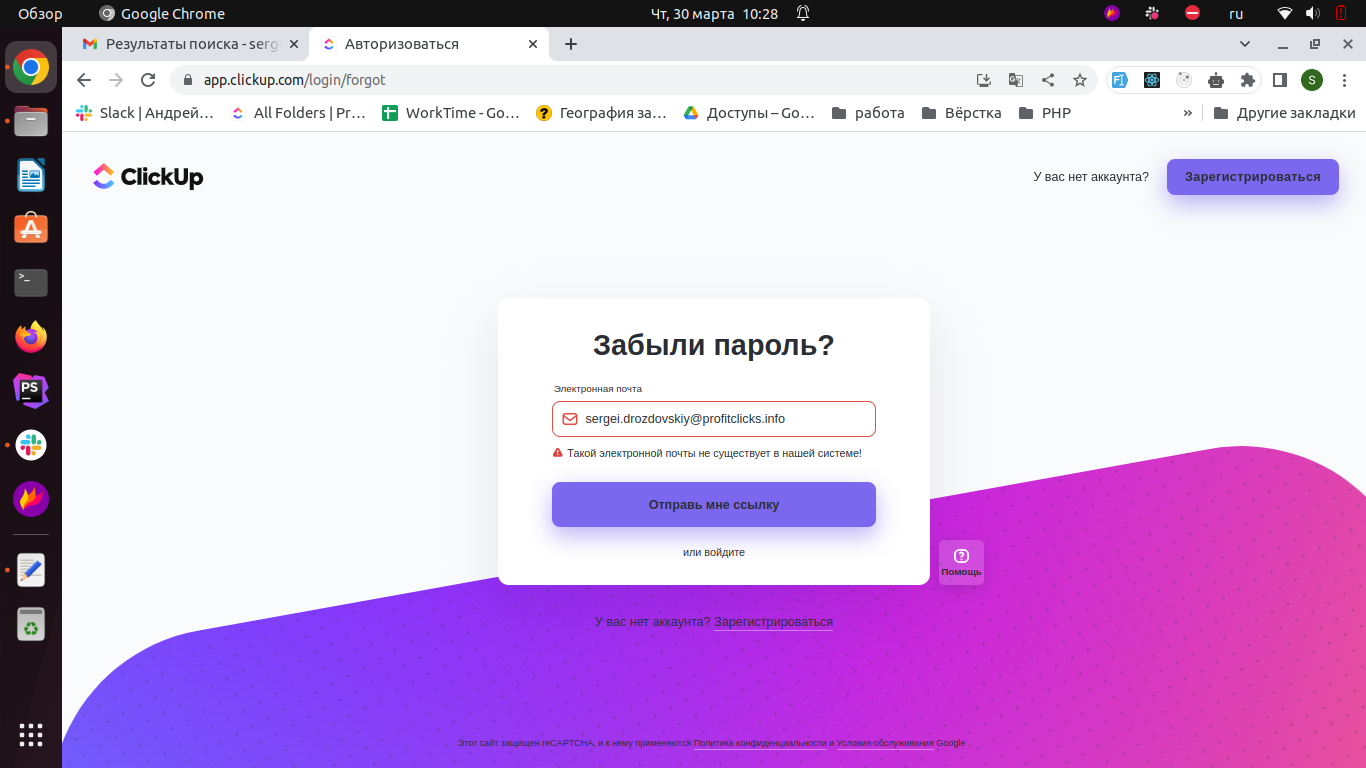 Обзор
Google Chrome
Чт, 30 марта 10:28
ru
Результаты поиска - serg
Авторизоваться
app.clickup.com/login/forgot
S
Slack | Андрей…
All Folders | Pr…
WorkTime - Go…
География за…
Доступы – Go…
работа
Вёрстка
PHP
»
Другие закладки
ClickUp
У вас нет аккаунта?
Зарегистрироваться
Забыли пароль?
Электронная почта
sergei.drozdovskiy@profitclicks.info
Такой электронной почты не существует в нашей системе!
Отправь мне ссылку
или войдите
Помощь
У вас нет аккаунта? Зарегистрироваться
Этот сайт защищен reCAPTCHA, и к нему применяются Политика конфиденциальности и Условия обслуживания Google .
>_
PS